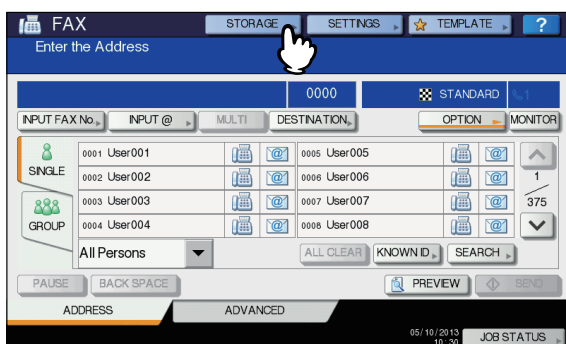 FAX STORAGE SETTINGS TEMPLATE ?
Enter the Address
0000 STANDARD 1
INPUT FAX No. INPUT @ MULTI DESTINATION OPTION MONITOR
SINGLE
0001 User001 @ 0005 User005 @
0002 User002 @ 0006 User006 @
1
0003 User003 @ 0007 User007 @
375
GROUP
0004 User004 @ 0008 User008 @
All Persons ALL CLEAR KNOWN ID SEARCH
PAUSE BACK SPACE PREVIEW SEND
ADDRESS ADVANCED
05/10/2013
10:30 JOB STATUS